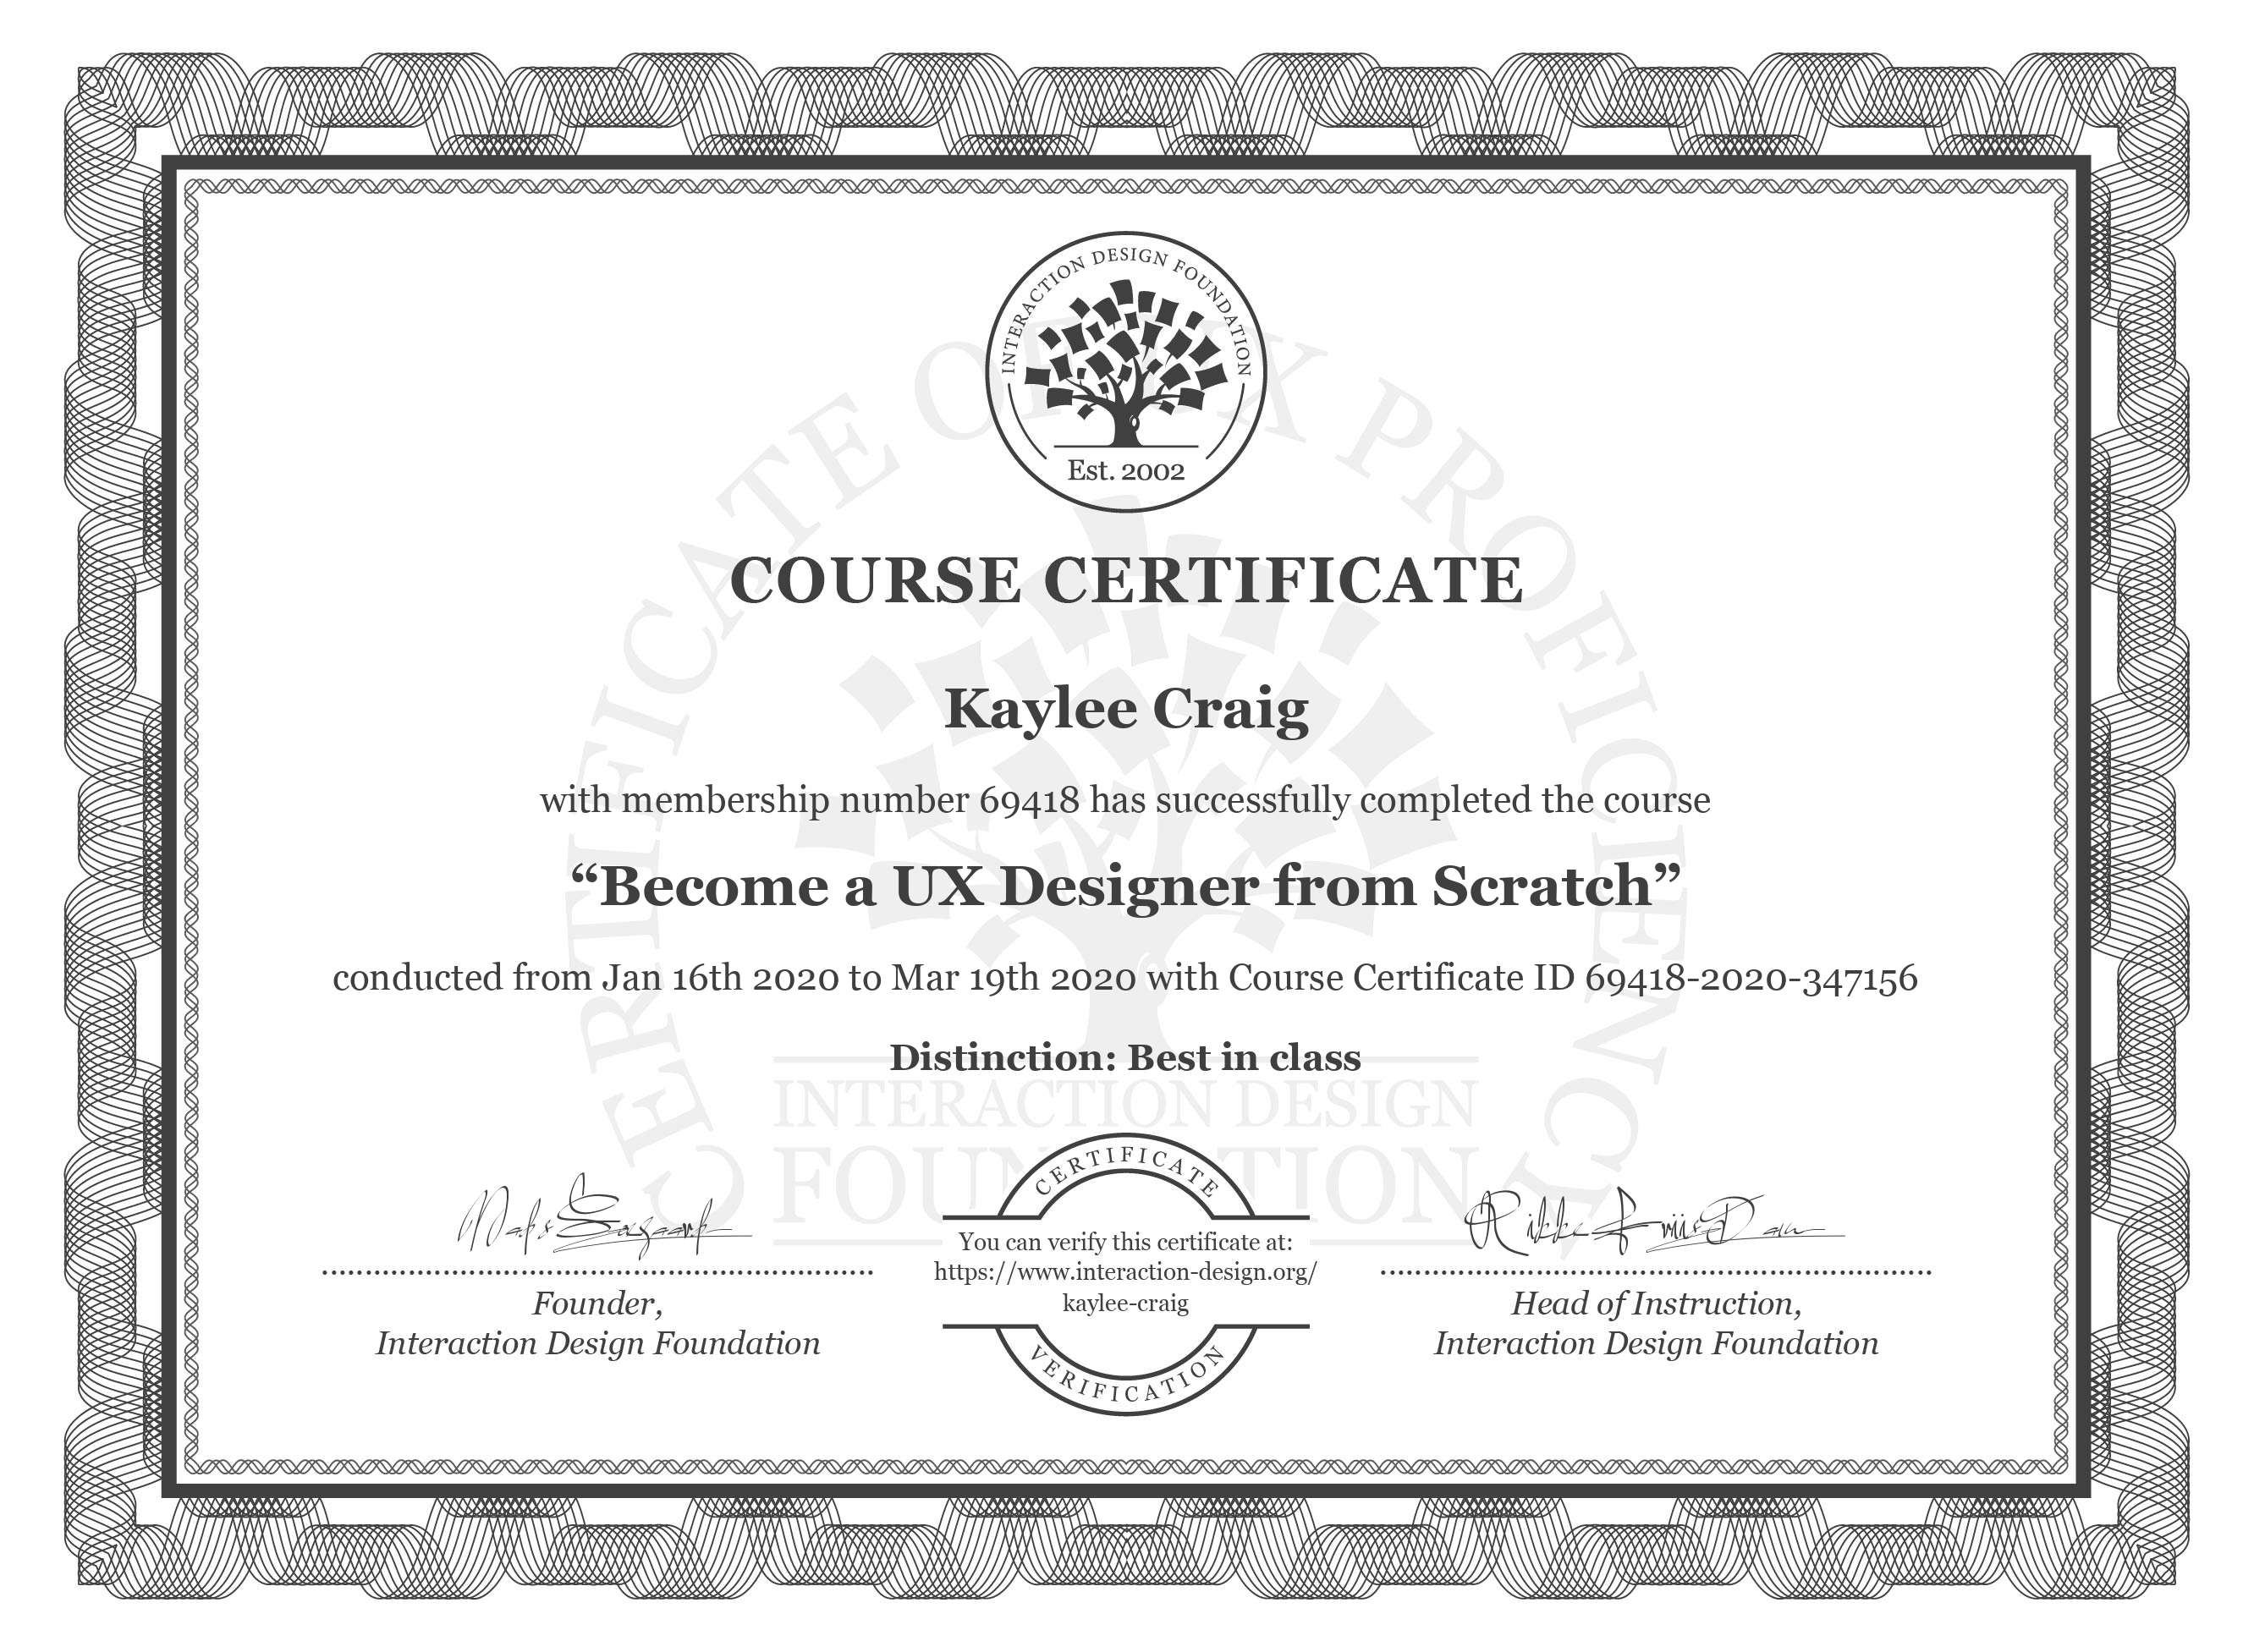 INTERACTION DESIGN FOUNDATION
Est. 2002
COURSE CERTIFICATE
Kaylee Craig
with membership number 69418 has successfully completed the course
“Become a UX Designer from Scratch”
conducted from Jan 16th 2020 to Mar 19th 2020 with Course Certificate ID 69418-2020-347156
Distinction: Best in class
CERTIFICATE OF UX PROFICIENCY
INTERACTION DESIGN
FOUNDATION
CERTIFICATE
You can verify this certificate at:
https://www.interaction-design.org/
kaylee-craig
VERIFICATION
Founder,
Interaction Design Foundation
Rikke Friis Dam
Head of Instruction,
Interaction Design Foundation